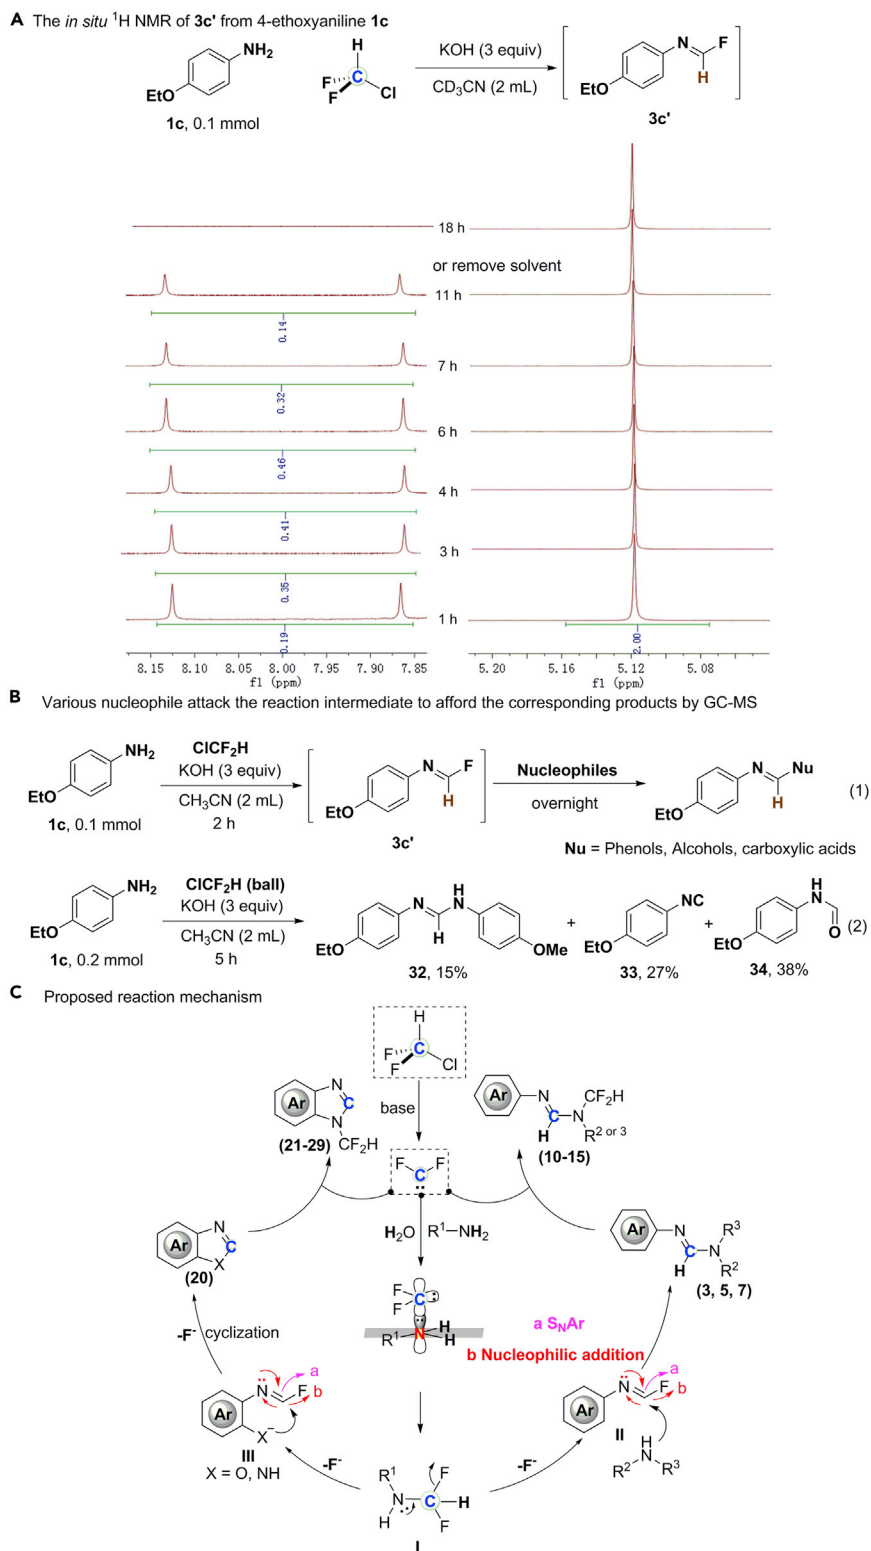 A The in situ ¹H NMR of 3c' from 4-ethoxyaniline 1c
NH₂
EtO
1c, 0.1 mmol
H
F
F
C
Cl
KOH (3 equiv)
CD₃CN (2 mL)
N
F
H
EtO
3c'
18 h
or remove solvent
11 h
0.14
7 h
0.32
6 h
0.46
4 h
0.41
3 h
0.35
1 h
0.19
2.00
8.15 8.10 8.05 8.00 7.95 7.90 7.85
f1 (ppm)
5.20 5.16 5.12 5.08
f1 (ppm)
B Various nucleophile attack the reaction intermediate to afford the corresponding products by GC-MS
NH₂
EtO
1c, 0.1 mmol
ClCF₂H
KOH (3 equiv)
CH₃CN (2 mL)
2 h
N
F
H
EtO
3c'
Nucleophiles
overnight
N
Nu
H
EtO
(1)
Nu = Phenols, Alcohols, carboxylic acids
NH₂
EtO
1c, 0.2 mmol
ClCF₂H (ball)
KOH (3 equiv)
CH₃CN (2 mL)
5 h
N
H
N
H
EtO
OMe
32, 15%
+
NC
EtO
33, 27%
+
H
N
O
EtO
34, 38%
(2)
C Proposed reaction mechanism
H
F
F
C
Cl
base
N
C
Ar
N
CF₂H
(21-29)
Ar
N
CF₂H
C
N
H
R² or ³
(10-15)
F
F
C
H₂O
R¹—NH₂
N
Ar
C
X
(20)
Ar
N
R³
C
N
H
R²
(3, 5, 7)
F
F
C
N
H
H
R¹
a SNAr
b Nucleophilic addition
-F⁻ cyclization
N
F
a
b
Ar
X⁻
III
X = O, NH
N
F
a
b
Ar
II
H
N
R²
R³
-F⁻
-F⁻
R¹
F
N
C
H
H
F
I